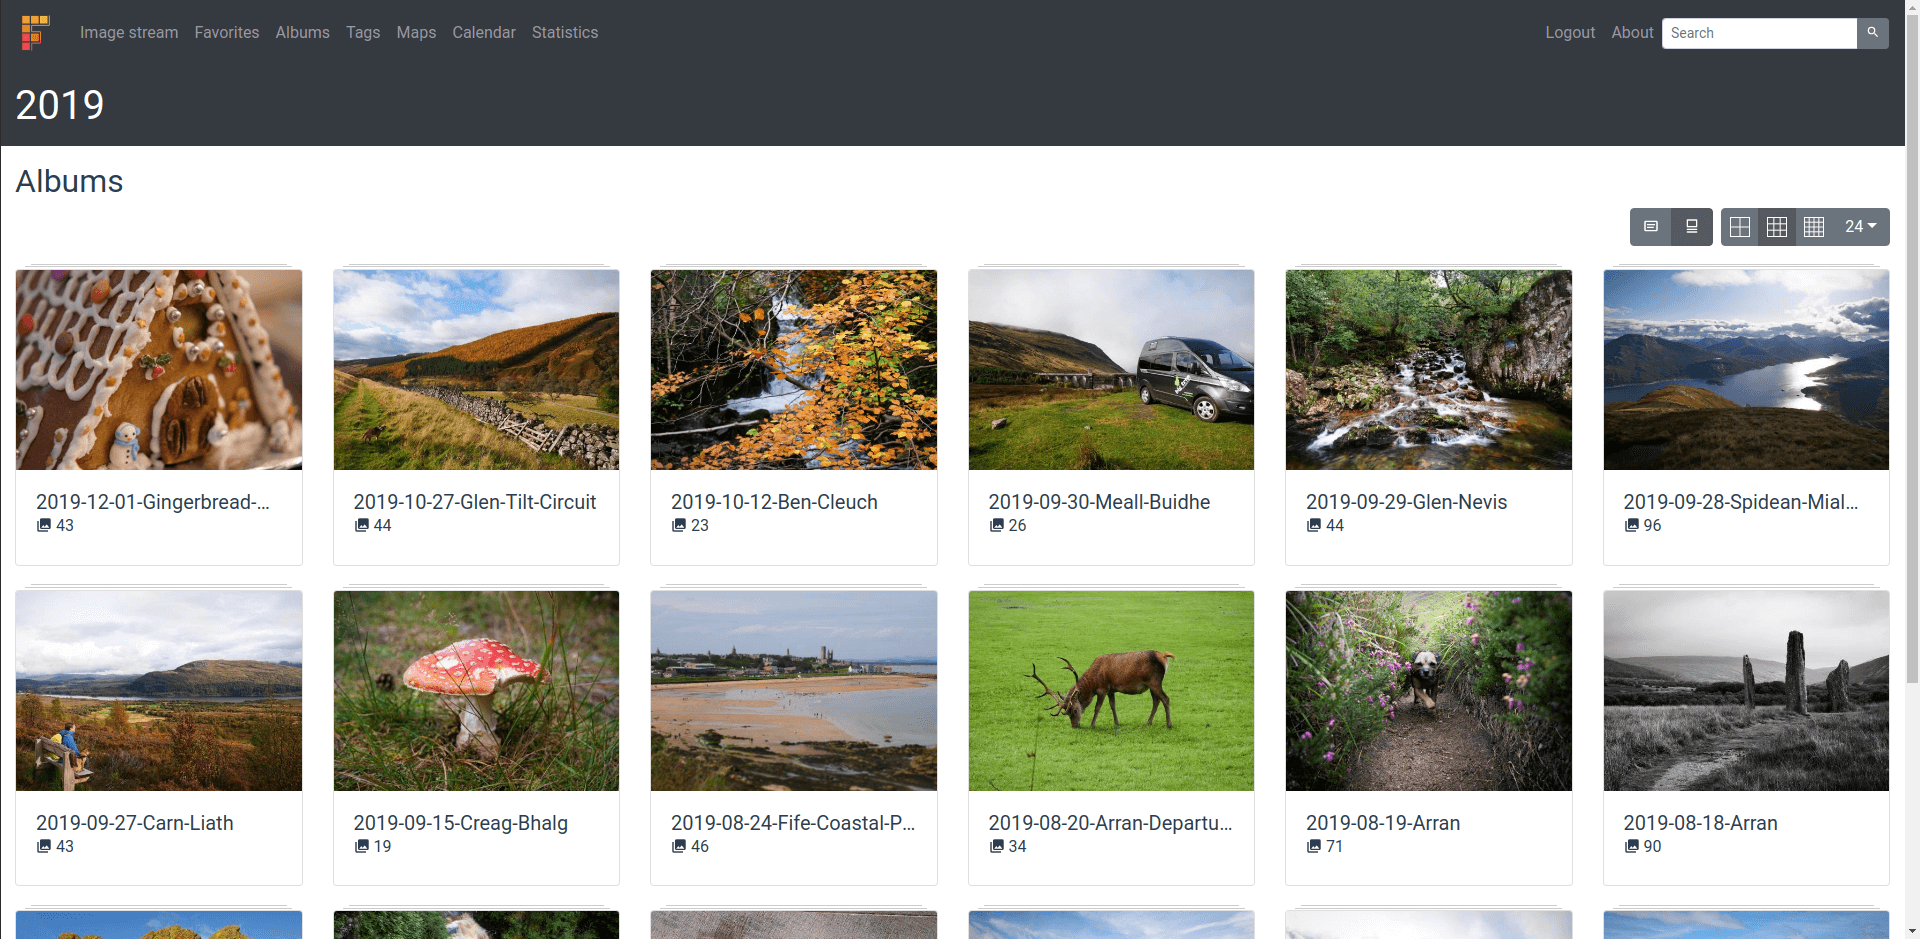 Image stream Favorites Albums Tags Maps Calendar Statistics Logout About Search
2019
Albums
24
2019-12-01-Gingerbread-... 2019-10-27-Glen-Tilt-Circuit 2019-10-12-Ben-Cleuch 2019-09-30-Meall-Buidhe 2019-09-29-Glen-Nevis 2019-09-28-Spidean-Mial...
43 44 23 26 44 96
2019-09-27-Carn-Liath 2019-09-15-Creag-Bhalg 2019-08-24-Fife-Coastal-P... 2019-08-20-Arran-Departu... 2019-08-19-Arran 2019-08-18-Arran
43 19 46 34 71 90